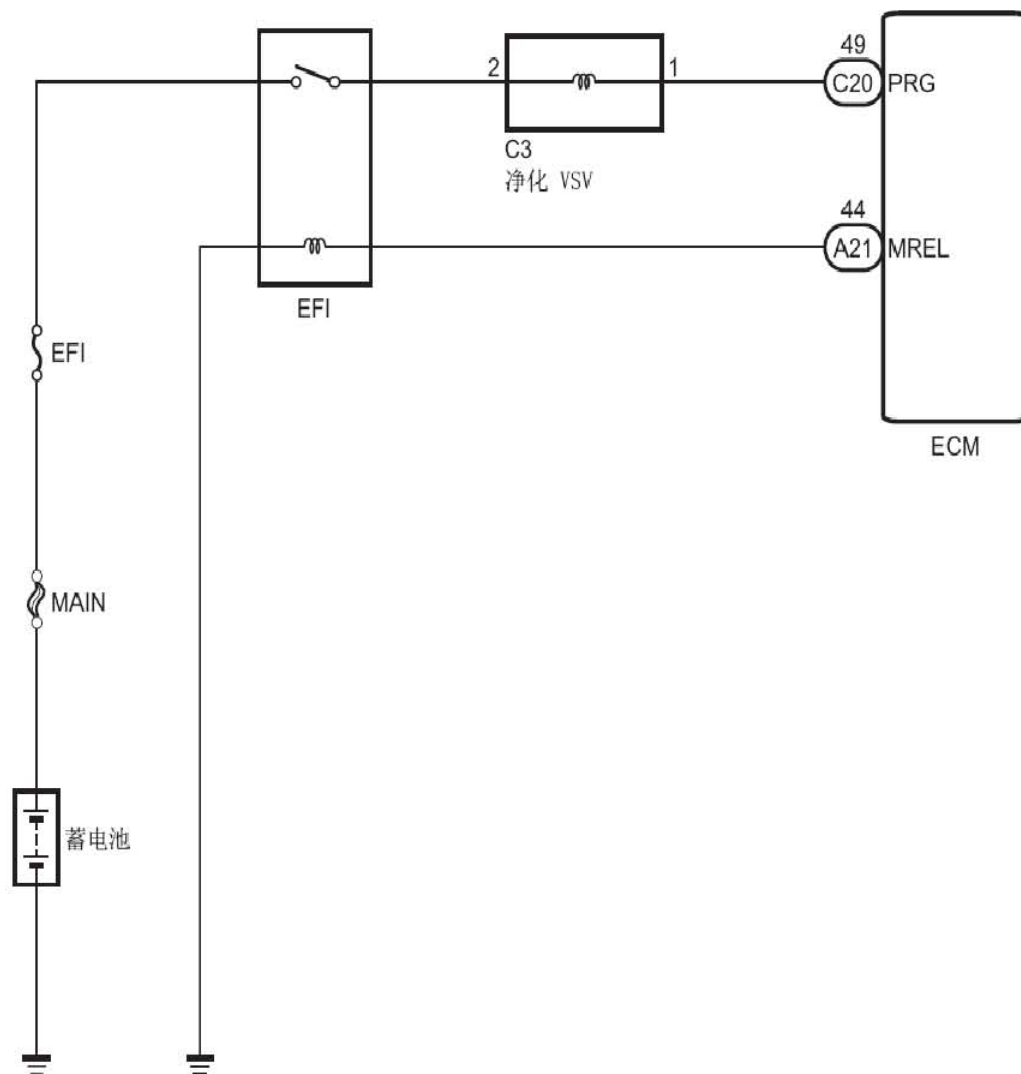 49
2
1
C20
PRG
C3
净化 VSV
44
A21
MREL
EFI
EFI
ECM
MAIN
蓄电池